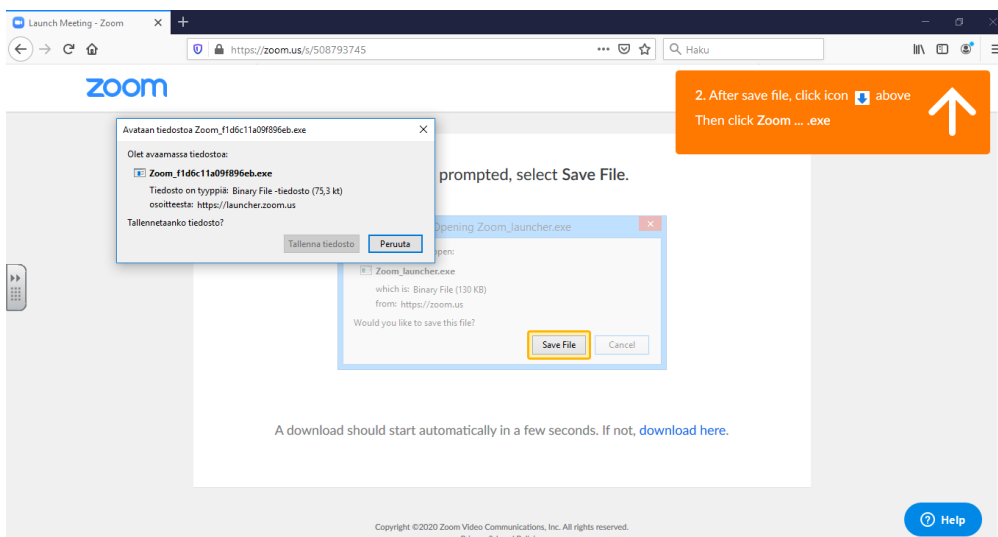 Launch Meeting - Zoom
https://zoom.us/s/508793745
Haku
zoom
2. After save file, click icon above
Then click Zoom ... .exe
Avataan tiedostoa Zoom_f1d6c11a09f896eb.exe
Olet avaamassa tiedostoa:
Zoom_f1d6c11a09f896eb.exe
Tiedosto on tyyppiä: Binary File -tiedosto (75,3 kt)
osoitteesta: https://launcher.zoom.us
Tallennetaanko tiedosto?
Tallenna tiedosto Peruuta
prompted, select Save File.
Opening Zoom_launcher.exe
open:
Zoom_launcher.exe
which is: Binary File (130 KB)
from: https://zoom.us
Would you like to save this file?
Save File Cancel
A download should start automatically in a few seconds. If not, download here.
Help
Copyright ©2020 Zoom Video Communications, Inc. All rights reserved.